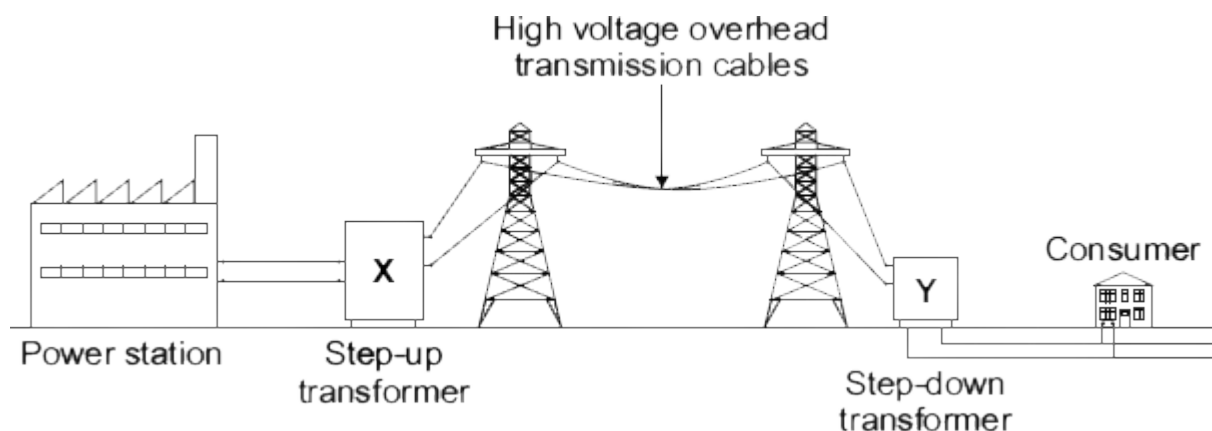 High voltage overhead
transmission cables
X
Y
Consumer
Power station
Step-up
transformer
Step-down
transformer